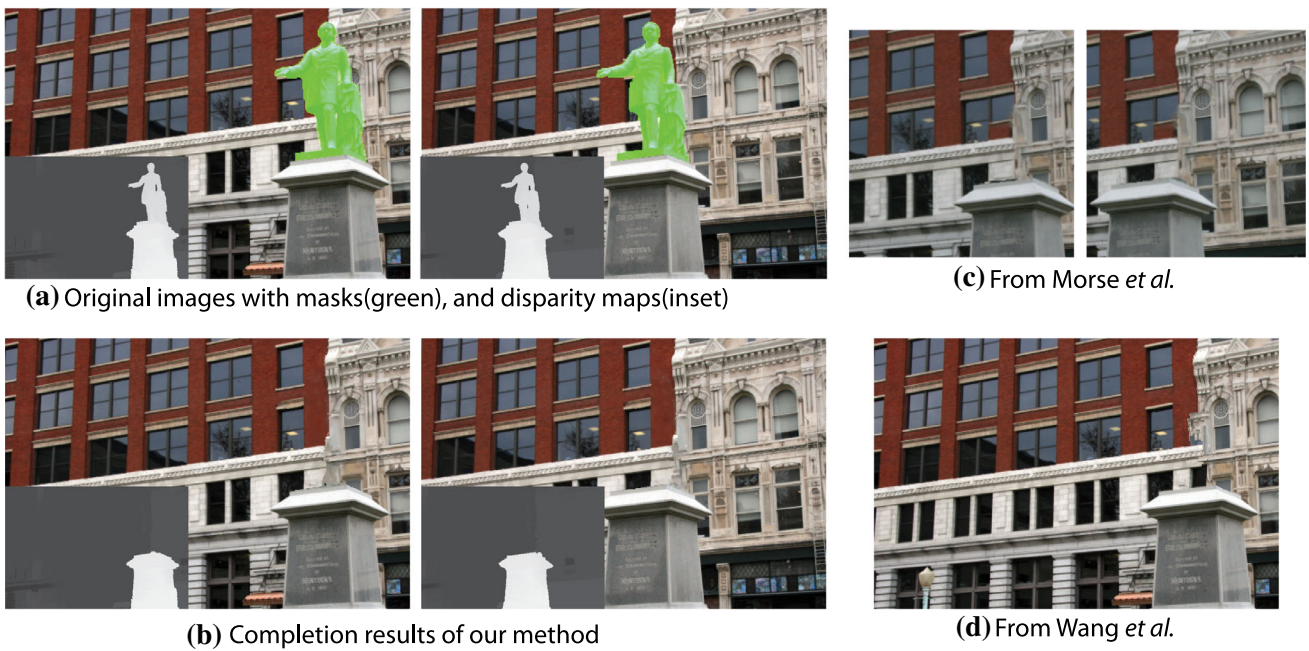 (a) Original images with masks(green), and disparity maps(inset)
(c) From Morse et al.
(b) Completion results of our method
(d) From Wang et al.